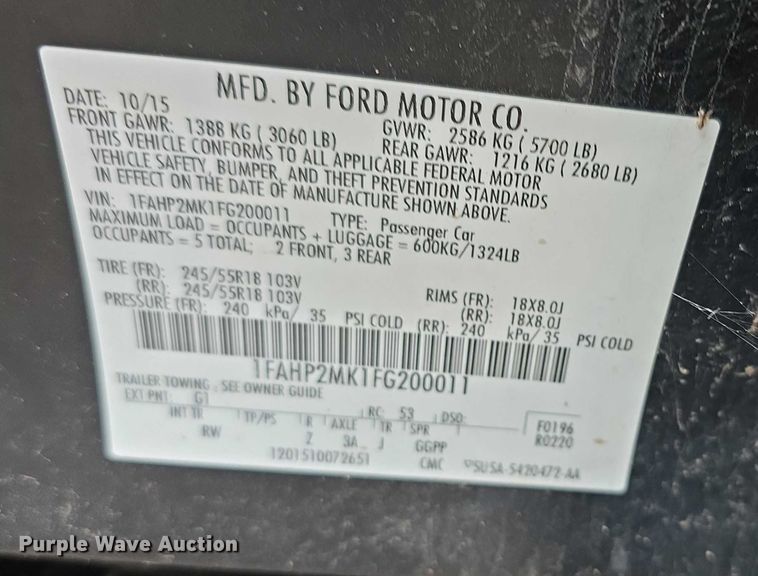 MFD. BY FORD MOTOR CO.
DATE: 10/15 GVWR: 2586 KG ( 5700 LB)
FRONT GAWR: 1388 KG ( 3060 LB) REAR GAWR: 1216 KG ( 2680 LB)
THIS VEHICLE CONFORMS TO ALL APPLICABLE FEDERAL MOTOR
VEHICLE SAFETY, BUMPER, AND THEFT PREVENTION STANDARDS
IN EFFECT ON THE DATE OF MANUFACTURE SHOWN ABOVE.
VIN: 1FAHP2MK1FG200011 TYPE: Passenger Car
MAXIMUM LOAD = OCCUPANTS + LUGGAGE = 600KG/1324LB
OCCUPANTS = 5 TOTAL; 2 FRONT, 3 REAR
TIRE (FR): 245/55R18 103V RIMS (FR): 18X8.0J
(RR): 245/55R18 103V (RR): 18X8.0J
PRESSURE (FR): 240 kPa/ 35 PSI COLD (RR): 240 kPa/ 35 PSI COLD
1FAHP2MK1FG200011
TRAILER TOWING - SEE OWNER GUIDE
EXT PNT: G1 RC: 53 DSO: F0196
INT TR TP/PS R AXLE TR SPR R0220
RW Z 3A J GGPP
1201510072651 CMC 5USA-5420472-AA
Purple Wave Auction